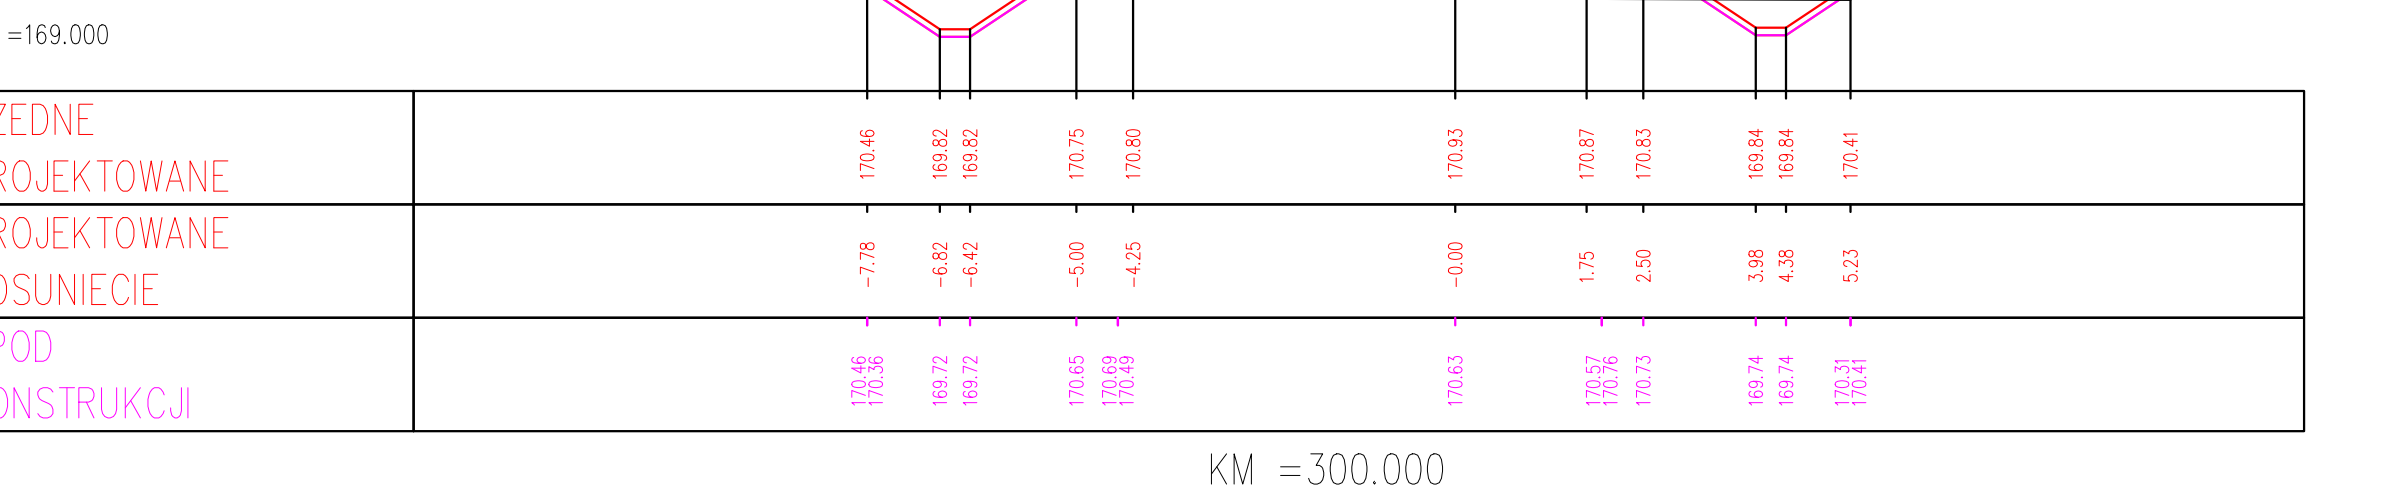 =169.000
ZEDNE
ROJEKTOWANE
170.46 169.82 169.82 170.75 170.80 170.93 170.87 170.83 169.84 169.84 170.41
ROJEKTOWANE
OSUNIECIE
-7.78 -6.82 -6.42 -5.00 -4.25 -0.00 1.75 2.50 3.98 4.38 5.23
POD
ONSTRUKCJI
170.46 170.36 169.72 169.72 170.65 170.69 170.49 170.63 170.57 170.76 170.73 169.74 169.74 170.31 170.41
KM =300.000